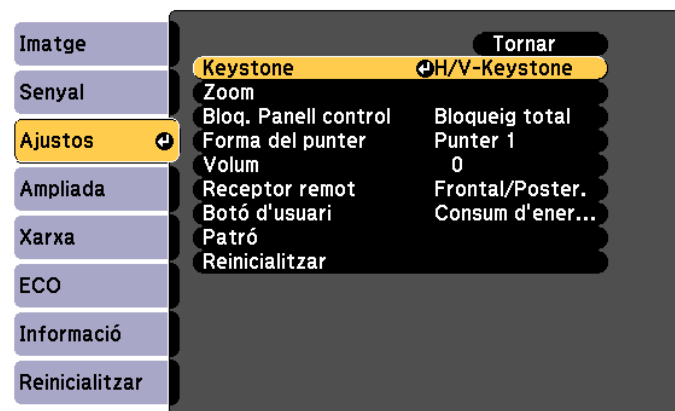 Imatge
Senyal
Ajustos
Ampliada
Xarxa
ECO
Informació
Reinicialitzar
Tornar
Keystone H/V-Keystone
Zoom
Bloq. Panell control Bloqueig total
Forma del punter Punter 1
Volum 0
Receptor remot Frontal/Poster.
Botó d'usuari Consum d'ener...
Patró
Reinicialitzar